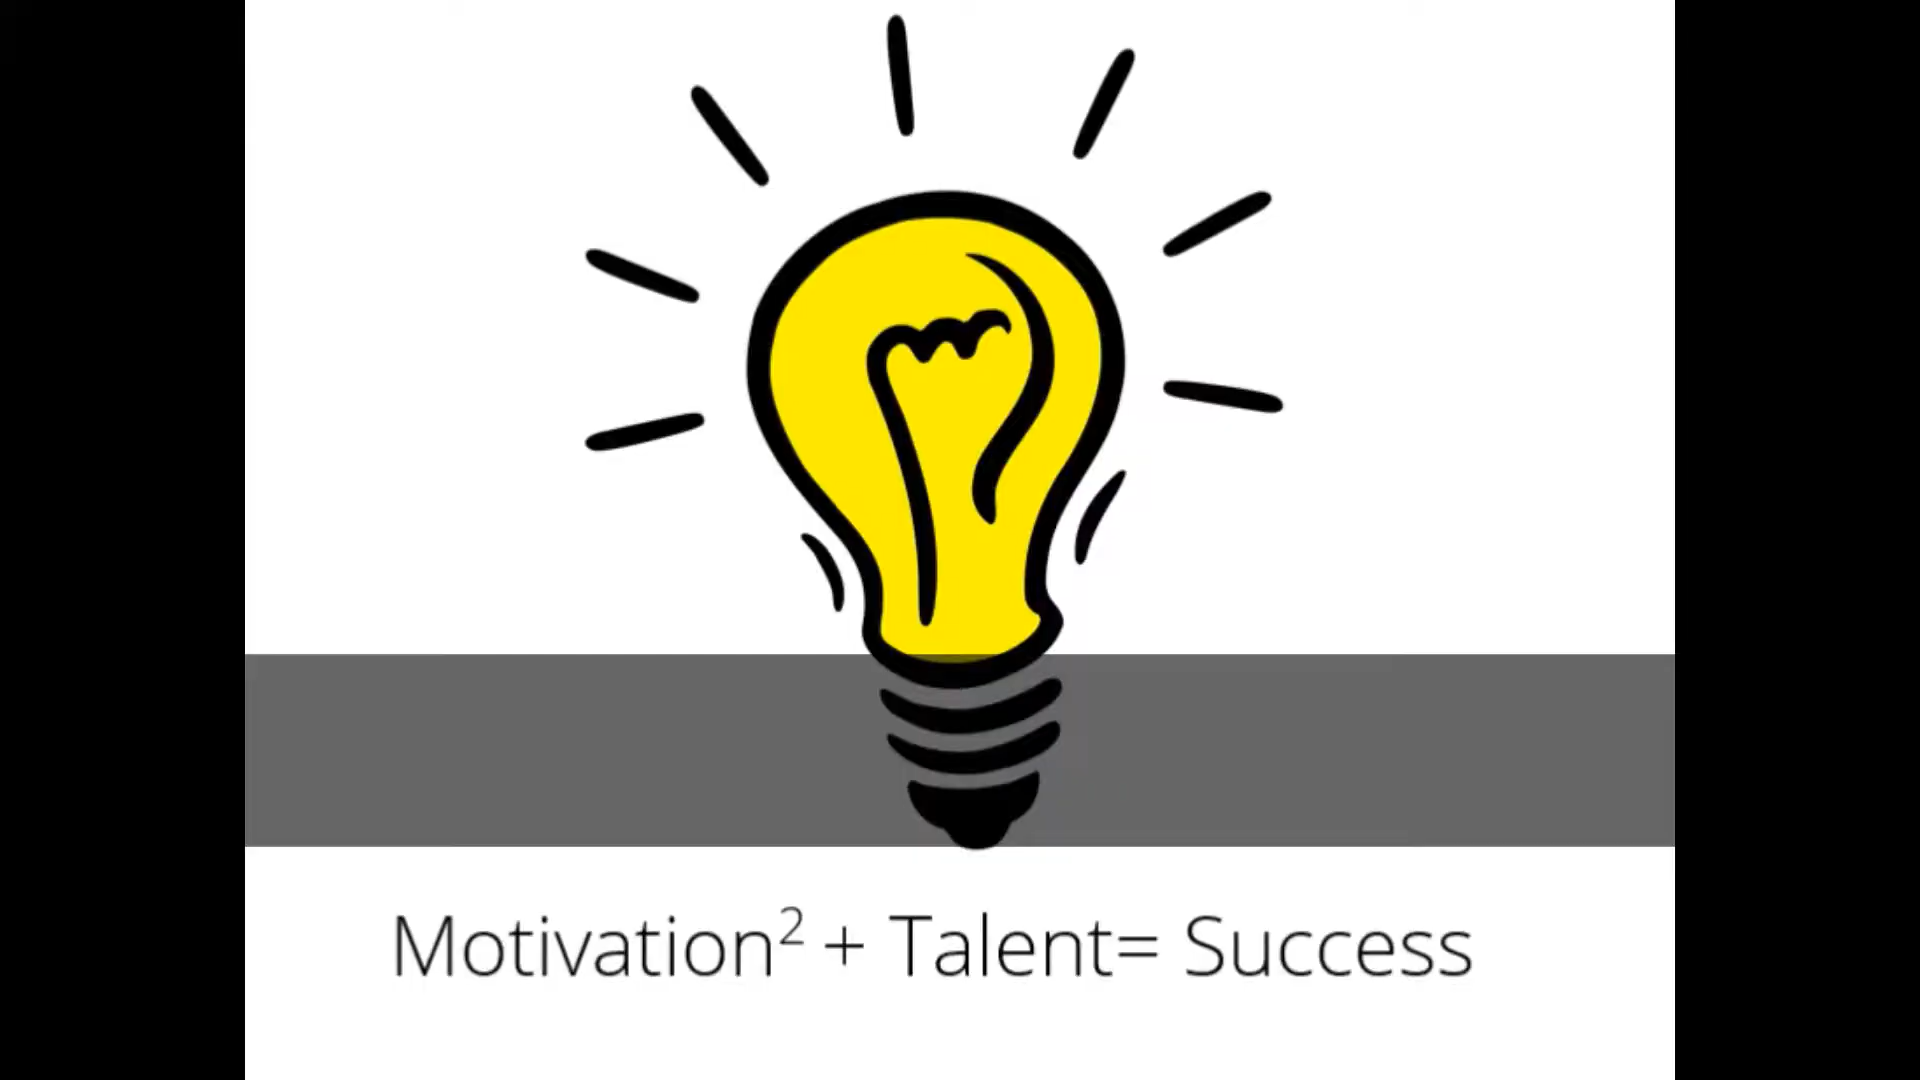 Motivation² + Talent= Success